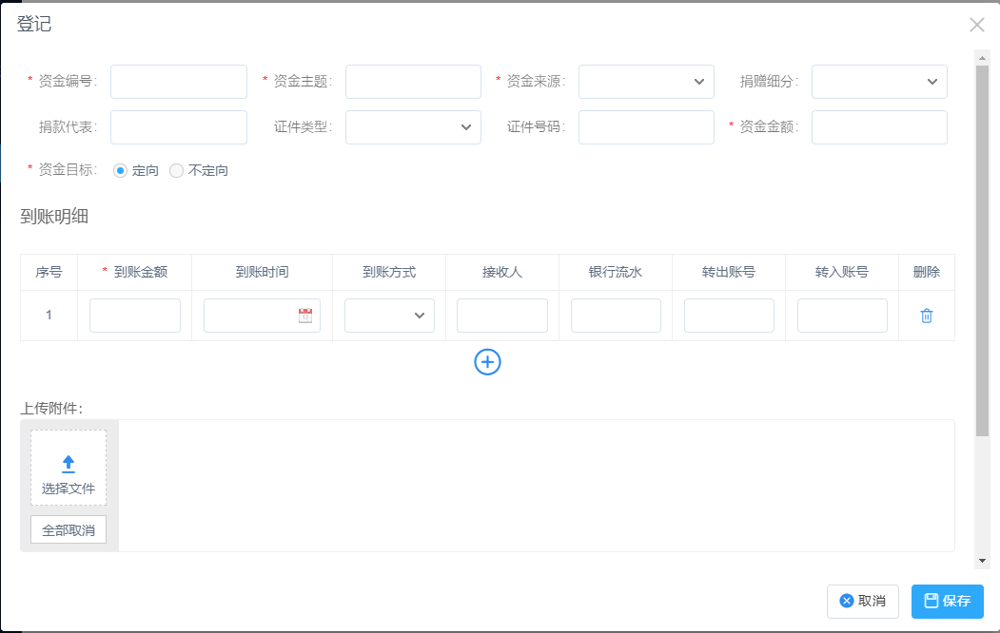 登记
* 资金编号: * 资金主题: * 资金来源: 捐赠细分:
捐款代表: 证件类型: 证件号码: * 资金金额:
* 资金目标: 定向 不定向
到账明细
序号 * 到账金额 到账时间 到账方式 接收人 银行流水 转出账号 转入账号 删除
1
上传附件:
选择文件
全部取消
取消 保存